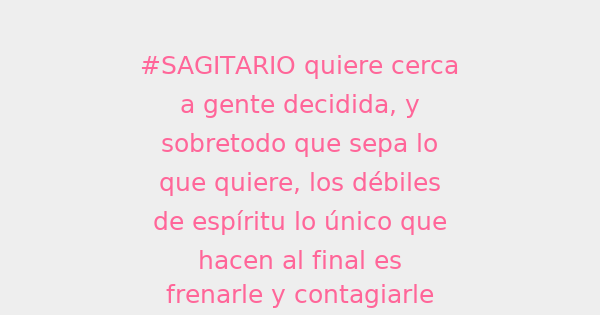 #SAGITARIO quiere cerca
a gente decidida, y
sobretodo que sepa lo
que quiere, los débiles
de espíritu lo único que
hacen al final es
frenarle y contagiarle